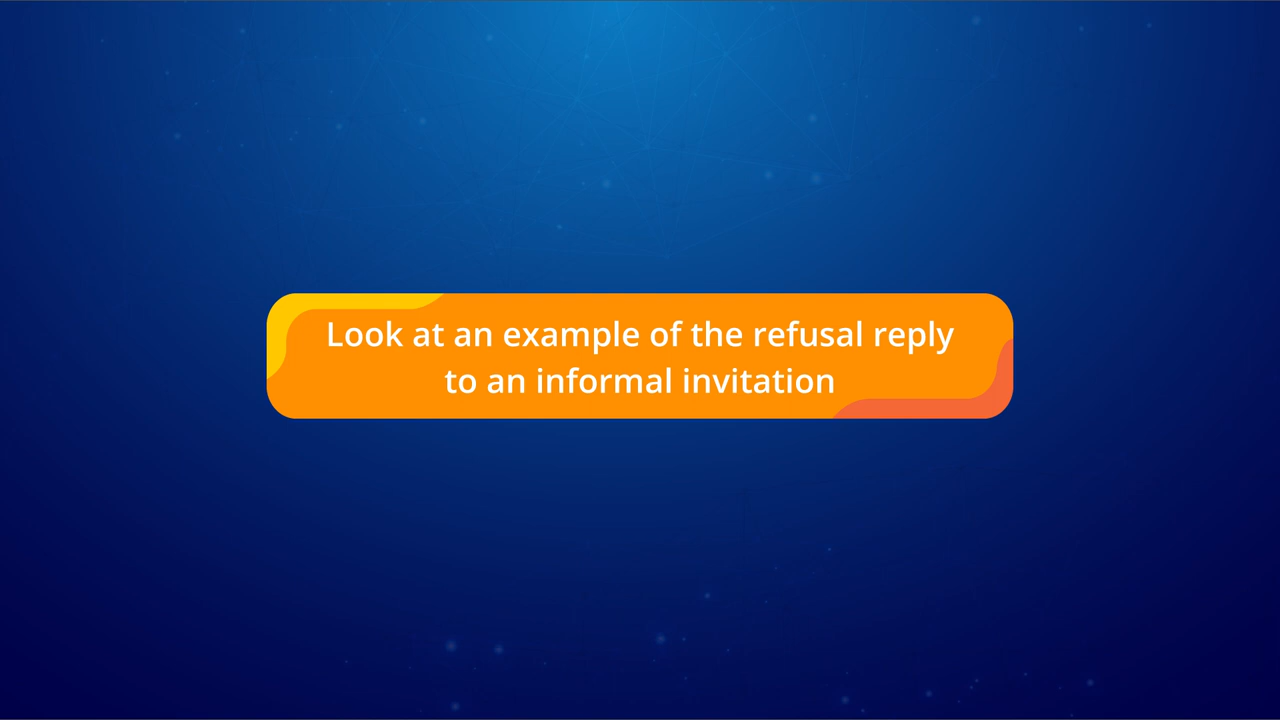 Look at an example of the refusal reply
to an informal invitation